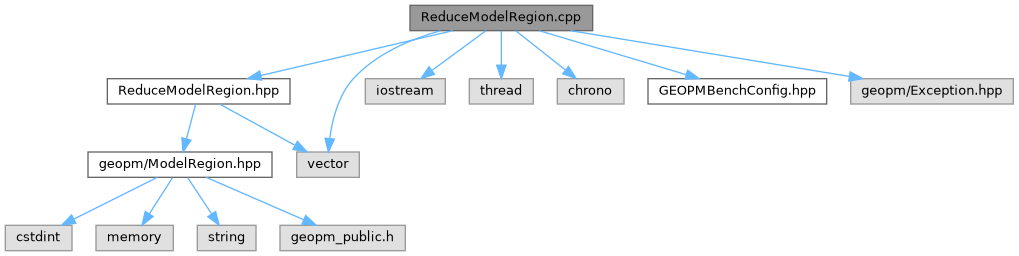 ReduceModelRegion.cpp
ReduceModelRegion.hpp
iostream
thread
chrono
GEOPMBenchConfig.hpp
geopm/Exception.hpp
geopm/ModelRegion.hpp
vector
cstdint
memory
string
geopm_public.h